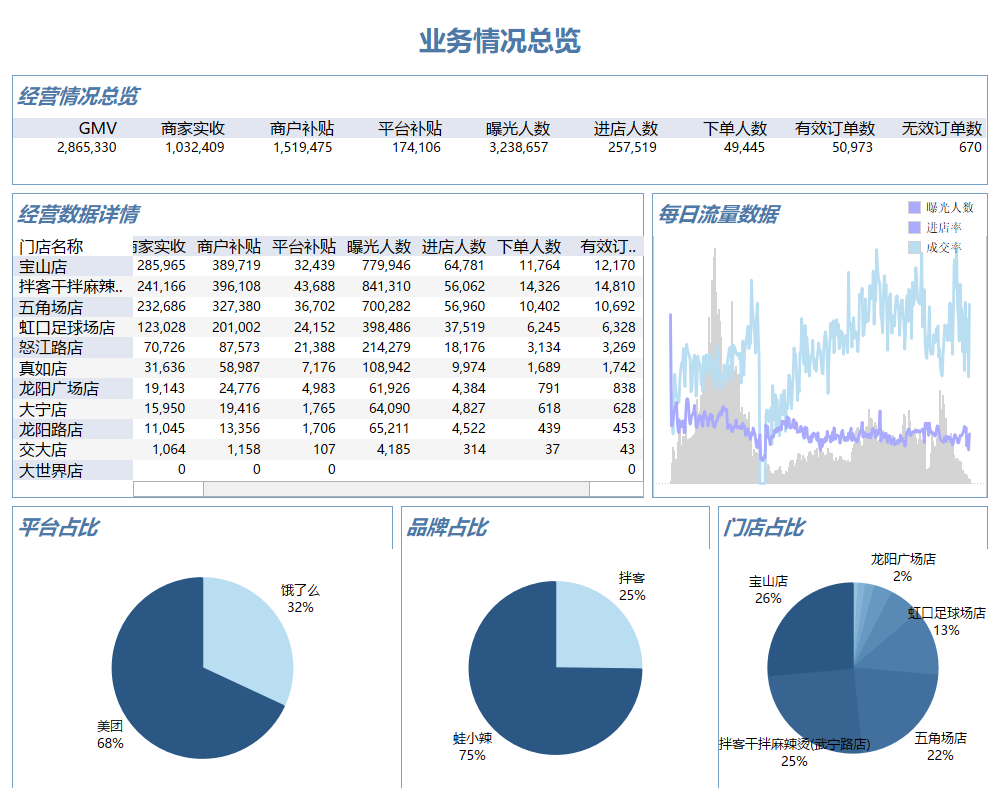 业务情况总览
经营情况总览
GMV 商家实收 商户补贴 平台补贴 曝光人数 进店人数 下单人数 有效订单数 无效订单数
2,865,330 1,032,409 1,519,475 174,106 3,238,657 257,519 49,445 50,973 670
经营数据详情
门店名称 商家实收 商户补贴 平台补贴 曝光人数 进店人数 下单人数 有效订..
宝山店 285,965 389,719 32,439 779,946 64,781 11,764 12,170
拌客干拌麻辣.. 241,166 396,108 43,688 841,310 56,062 14,326 14,810
五角场店 232,686 327,380 36,702 700,282 56,960 10,402 10,692
虹口足球场店 123,028 201,002 24,152 398,486 37,519 6,245 6,328
怒江路店 70,726 87,573 21,388 214,279 18,176 3,134 3,269
真如店 31,636 58,987 7,176 108,942 9,974 1,689 1,742
龙阳广场店 19,143 24,776 4,983 61,926 4,384 791 838
大宁店 15,950 19,416 1,765 64,090 4,827 618 628
龙阳路店 11,045 13,356 1,706 65,211 4,522 439 453
交大店 1,064 1,158 107 4,185 314 37 43
大世界店 0 0 0 0
每日流量数据
曝光人数
进店率
成交率
平台占比
饿了么
32%
美团
68%
品牌占比
拌客
25%
蛙小辣
75%
门店占比
龙阳广场店
2%
宝山店
26%
虹口足球场店
13%
五角场店
22%
拌客干拌麻辣烫(武宁路店)
25%